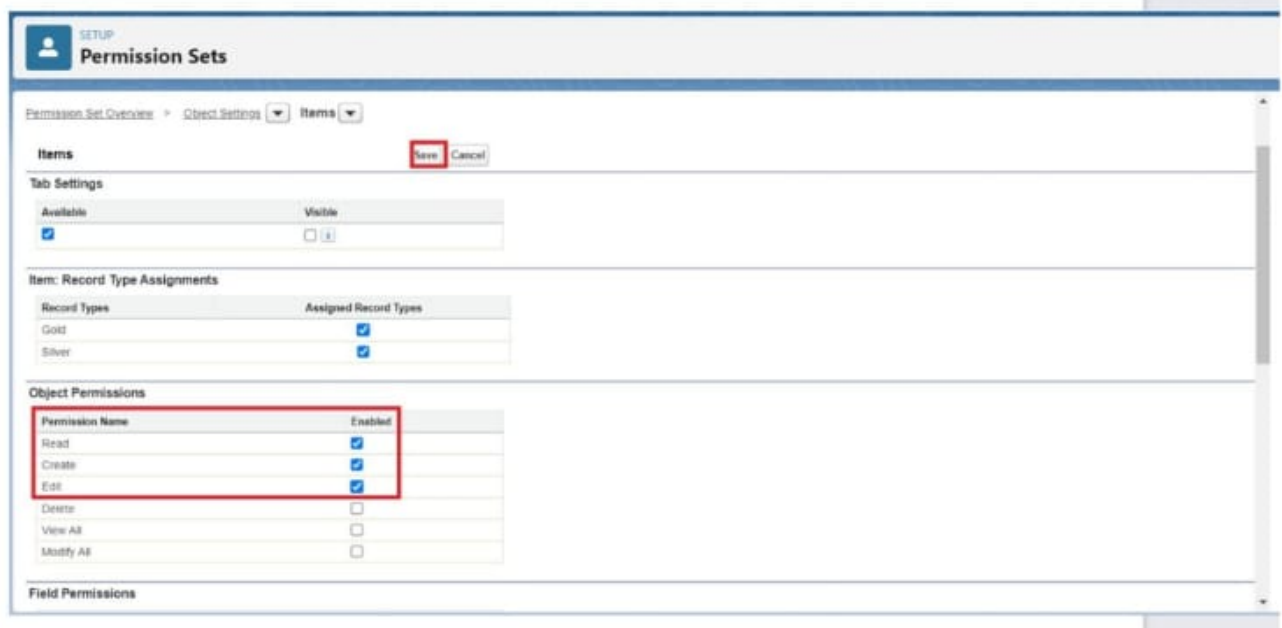 SETUP
Permission Sets
Permission Set Overview > Object Settings Items
Items Save Cancel
Tab Settings
Available Visible
i
Item: Record Type Assignments
Record Types Assigned Record Types
Gold
Silver
Object Permissions
Permission Name Enabled
Read
Create
Edit
Delete
View All
Modify All
Field Permissions